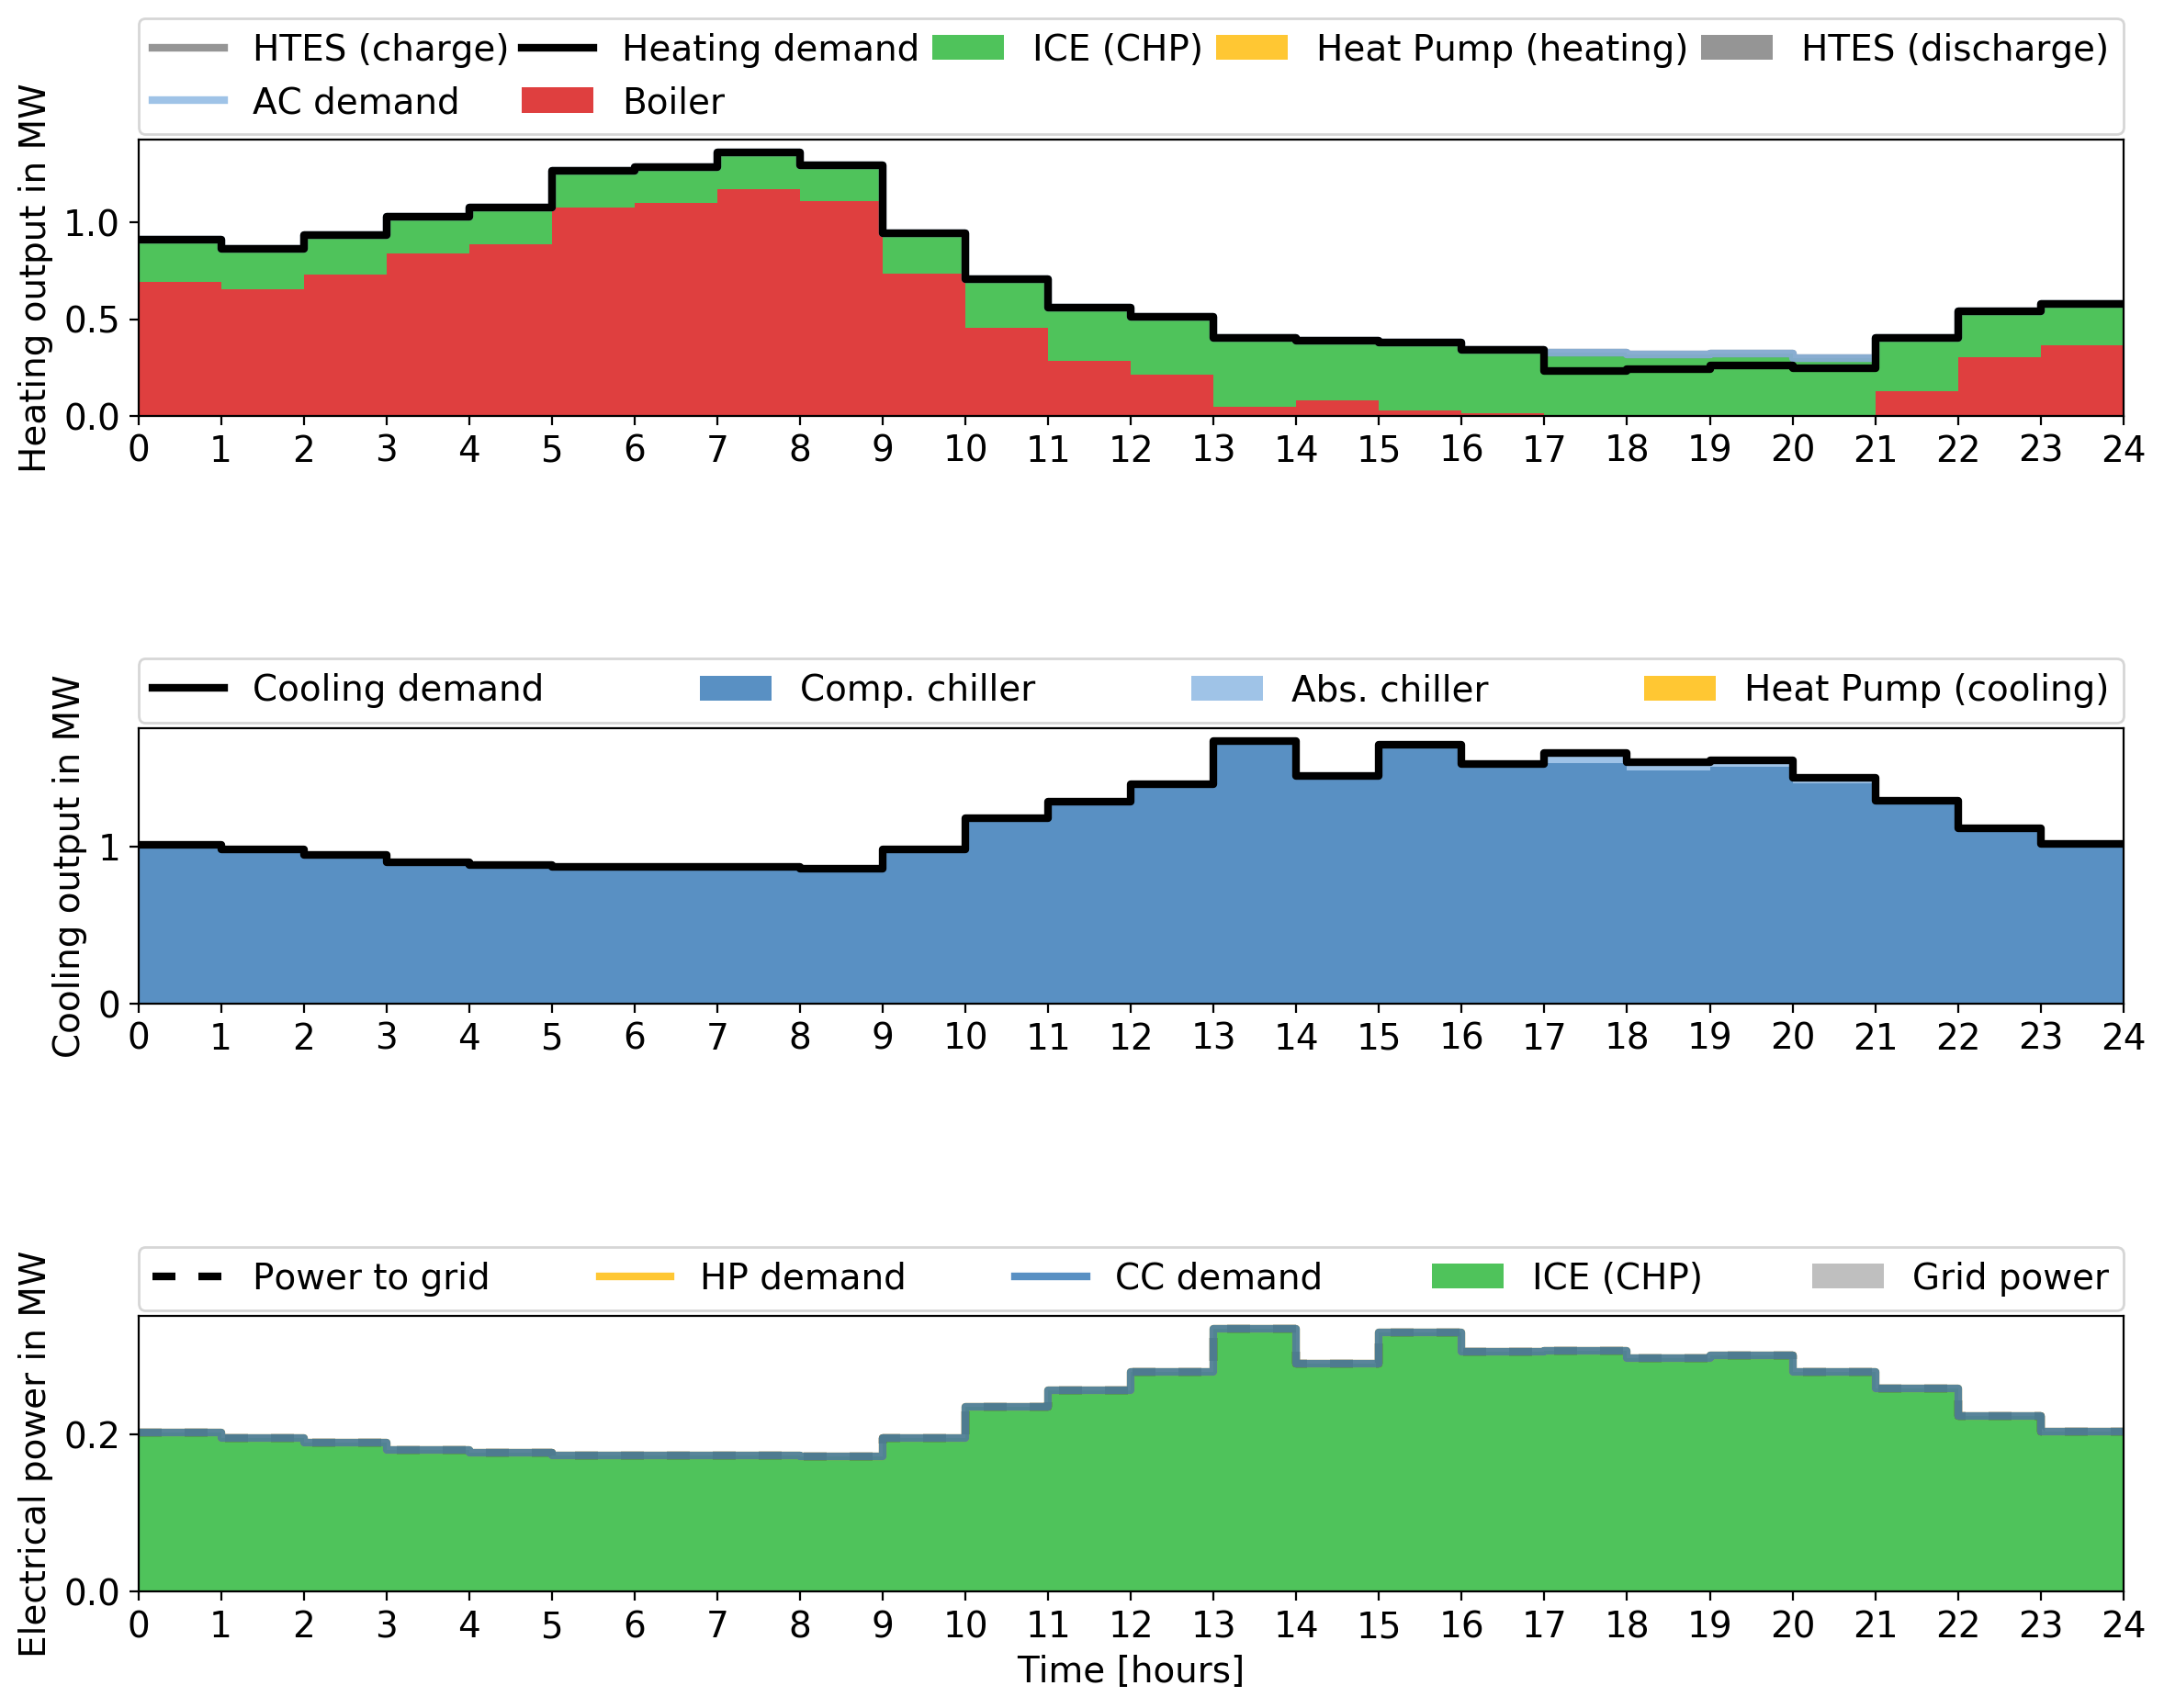 HTES (charge) Heating demand ICE (CHP) Heat Pump (heating) HTES (discharge)
AC demand Boiler
Heating output in MW
1.0
0.5
0.0
0 1 2 3 4 5 6 7 8 9 10 11 12 13 14 15 16 17 18 19 20 21 22 23 24
Cooling demand Comp. chiller Abs. chiller Heat Pump (cooling)
Cooling output in MW
1
0
0 1 2 3 4 5 6 7 8 9 10 11 12 13 14 15 16 17 18 19 20 21 22 23 24
Power to grid HP demand CC demand ICE (CHP) Grid power
Electrical power in MW
0.2
0.0
0 1 2 3 4 5 6 7 8 9 10 11 12 13 14 15 16 17 18 19 20 21 22 23 24
Time [hours]